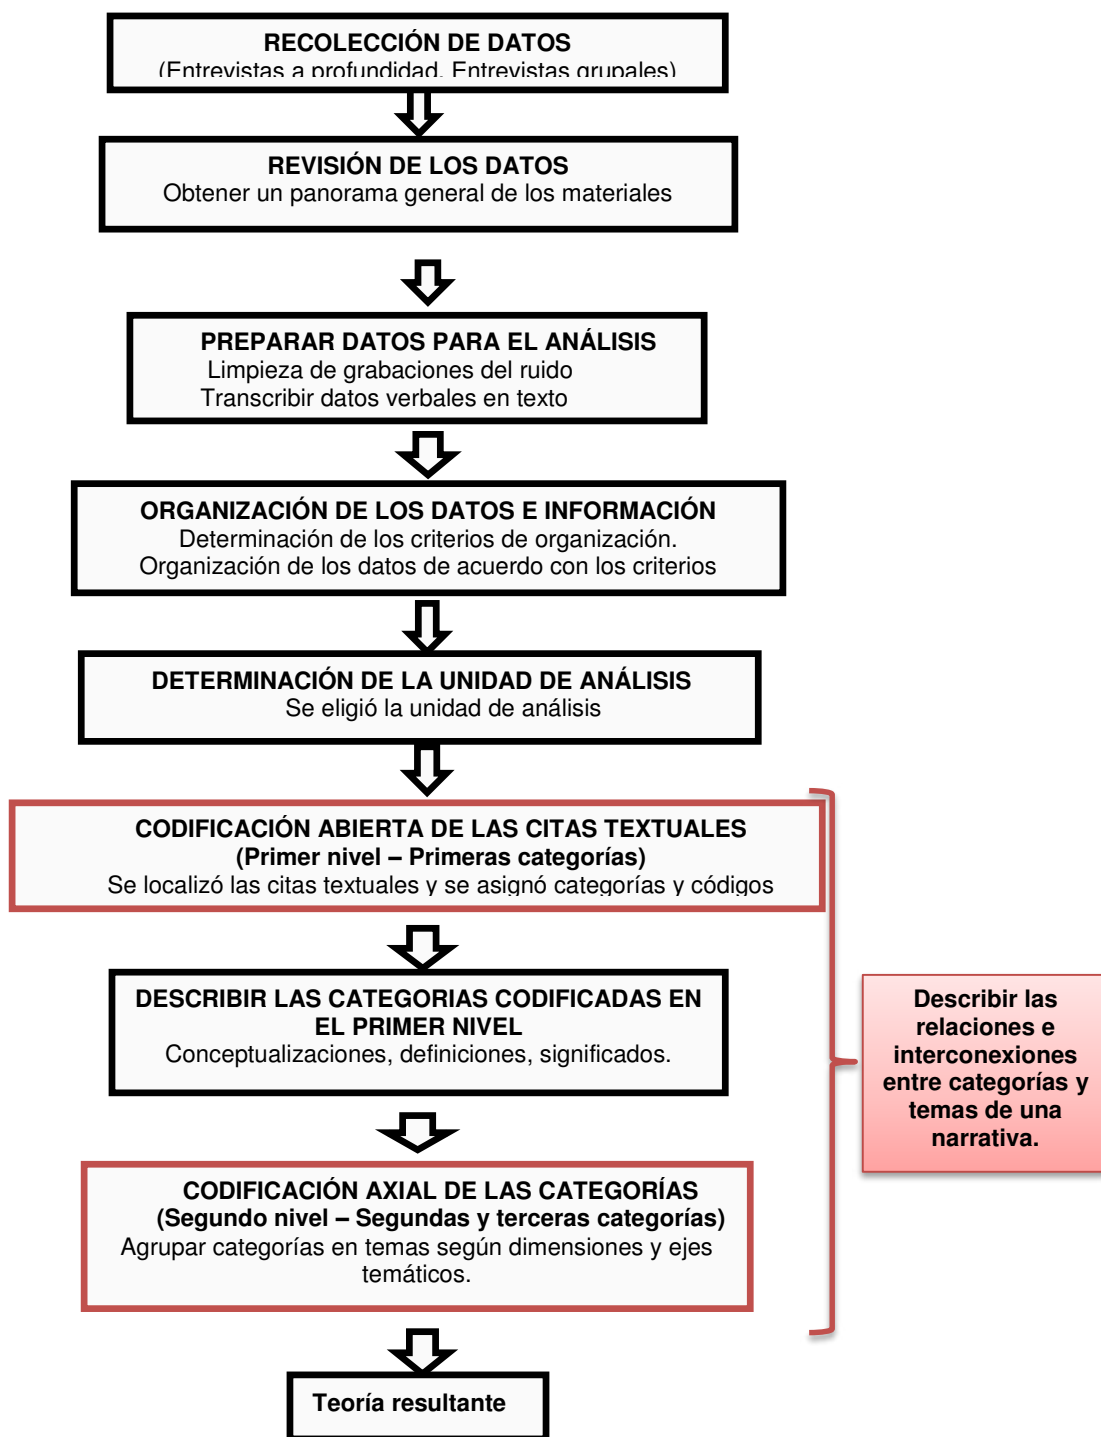 RECOLECCIÓN DE DATOS
(Entrevistas a profundidad. Entrevistas grupales)
REVISIÓN DE LOS DATOS
Obtener un panorama general de los materiales
PREPARAR DATOS PARA EL ANÁLISIS
Limpieza de grabaciones del ruido
Transcribir datos verbales en texto
ORGANIZACIÓN DE LOS DATOS E INFORMACIÓN
Determinación de los criterios de organización.
Organización de los datos de acuerdo con los criterios
DETERMINACIÓN DE LA UNIDAD DE ANÁLISIS
Se eligió la unidad de análisis
CODIFICACIÓN ABIERTA DE LAS CITAS TEXTUALES
(Primer nivel – Primeras categorías)
Se localizó las citas textuales y se asignó categorías y códigos
DESCRIBIR LAS CATEGORIAS CODIFICADAS EN
EL PRIMER NIVEL
Conceptualizaciones, definiciones, significados.
CODIFICACIÓN AXIAL DE LAS CATEGORÍAS
(Segundo nivel – Segundas y terceras categorías)
Agrupar categorías en temas según dimensiones y ejes
temáticos.
Describir las
relaciones e
interconexiones
entre categorías y
temas de una
narrativa.
Teoría resultante